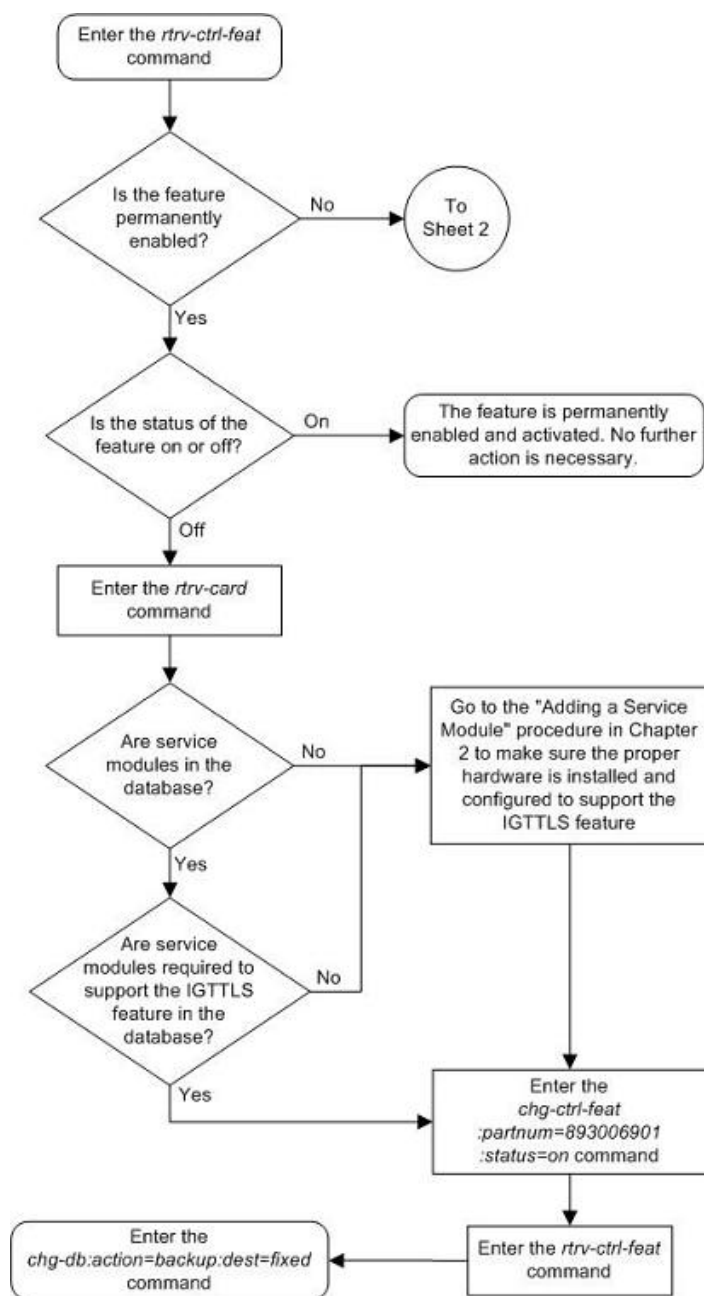 Enter the rtrv-ctrl-feat
command
Is the feature
permanently
enabled?
No
To
Sheet 2
Yes
Is the status of the
feature on or off?
On
The feature is permanently
enabled and activated. No further
action is necessary.
Off
Enter the rtrv-card
command
Are service
modules in the
database?
No
Go to the "Adding a Service
Module" procedure in Chapter
2 to make sure the proper
hardware is installed and
configured to support the
IGTTLS feature
Yes
Are service
modules required to
support the IGTTLS
feature in the
database?
No
Yes
Enter the
chg-ctrl-feat
:partnum=893006901
:status=on command
Enter the rtrv-ctrl-feat
command
Enter the
chg-db:action=backup:dest=fixed
command